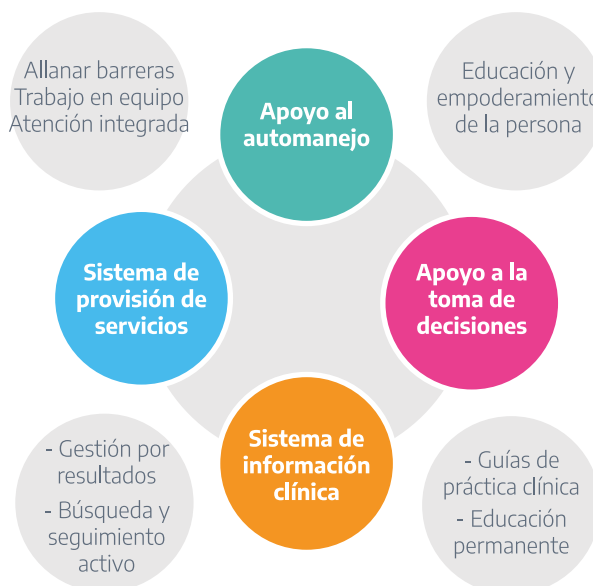 Allanar barreras
Trabajo en equipo
Atención integrada
Apoyo al
automanejo
Educación y
empoderamiento
de la persona
Sistema de
provisión de
servicios
Apoyo a la
toma de
decisiones
- Gestión por
resultados
- Búsqueda y
seguimiento
activo
Sistema de
información
clínica
- Guías de
práctica clínica
- Educación
permanente